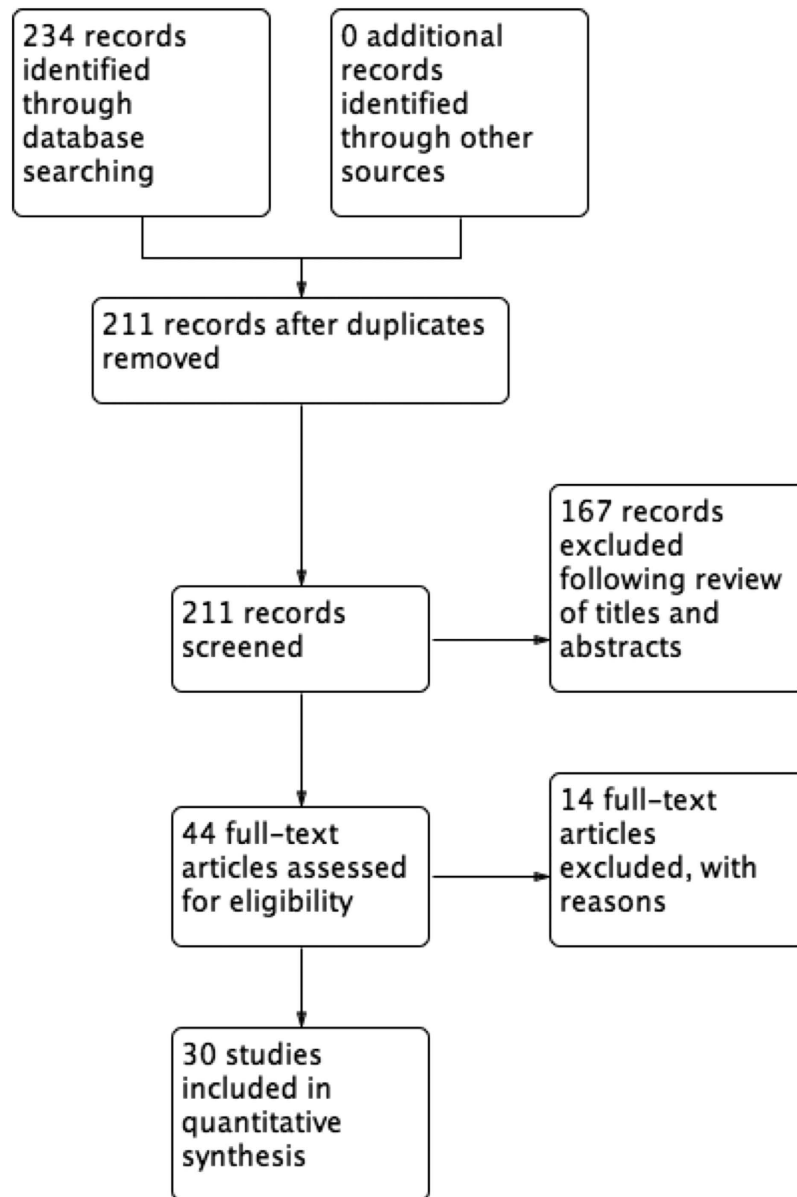 234 records
identified
through
database
searching
0 additional
records
identified
through other
sources
211 records after duplicates
removed
167 records
excluded
following review
of titles and
abstracts
211 records
screened
14 full-text
articles
excluded, with
reasons
44 full-text
articles assessed
for eligibility
30 studies
included in
quantitative
synthesis